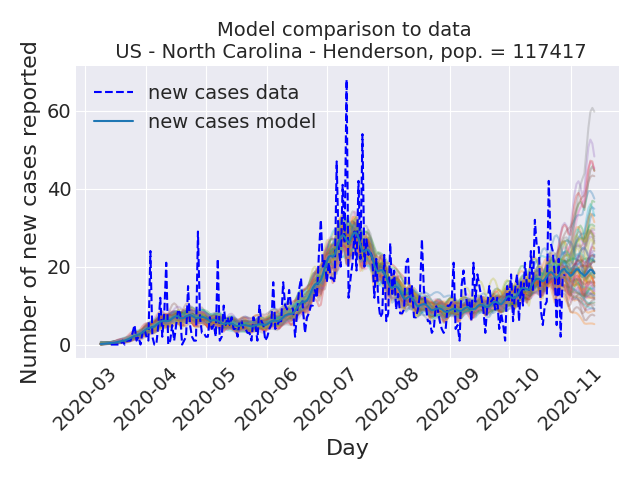 Model comparison to data
US - North Carolina - Henderson, pop. = 117417
new cases data
new cases model
Number of new cases reported
60
40
20
0
2020-03
2020-04
2020-05
2020-06
2020-07
2020-08
2020-09
2020-10
2020-11
Day